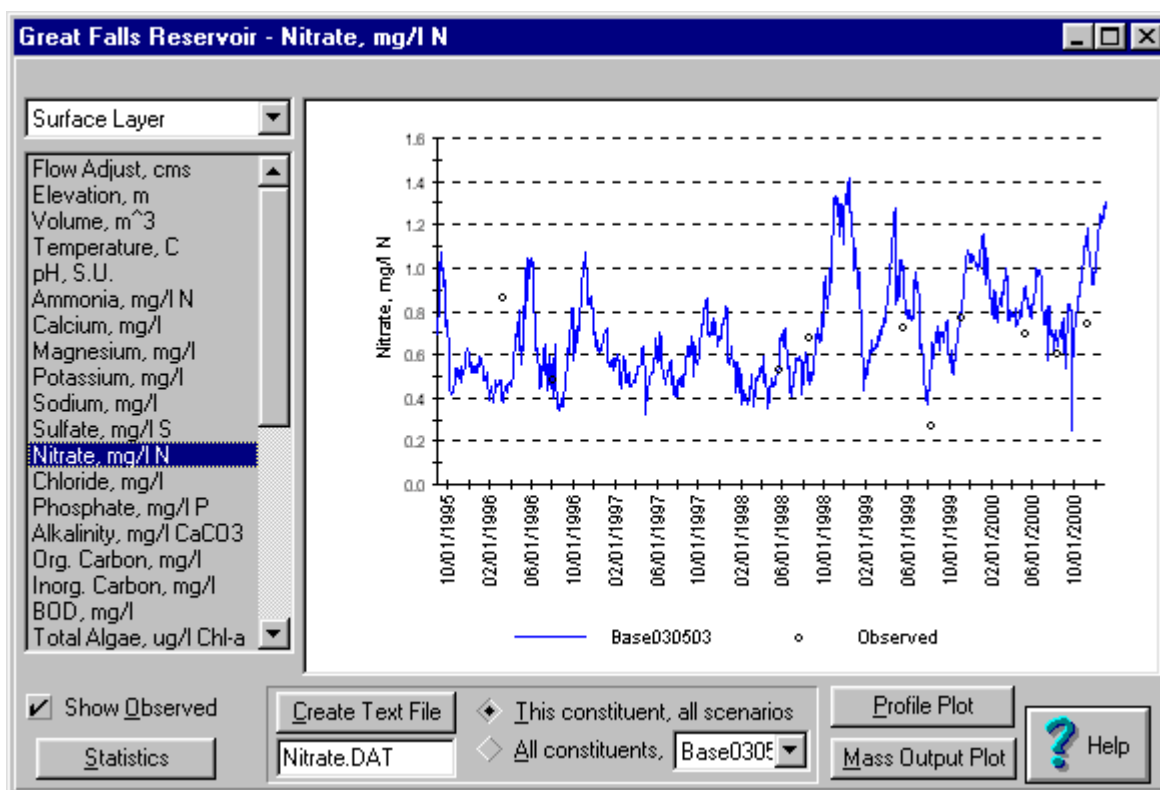 Great Falls Reservoir - Nitrate, mg/l N
Surface Layer
Flow Adjust, cms
Elevation, m
Volume, m^3
Temperature, C
pH, S.U.
Ammonia, mg/l N
Calcium, mg/l
Magnesium, mg/l
Potassium, mg/l
Sodium, mg/l
Sulfate, mg/l S
Nitrate, mg/l N
Chloride, mg/l
Phosphate, mg/l P
Alkalinity, mg/l CaCO3
Org. Carbon, mg/l
Inorg. Carbon, mg/l
BOD, mg/l
Total Algae, ug/l Chl-a
Nitrate, mg/l N
1.6
1.4
1.2
1.0
0.8
0.6
0.4
0.2
0.0
10/01/1995
02/01/1996
06/01/1996
10/01/1996
02/01/1997
06/01/1997
10/01/1997
02/01/1998
06/01/1998
10/01/1998
02/01/1999
06/01/1999
10/01/1999
02/01/2000
06/01/2000
10/01/2000
Base030503
Observed
Show Observed
Statistics
Create Text File
Nitrate.DAT
This constituent, all scenarios
All constituents,
Base0305
Profile Plot
Mass Output Plot
? Help